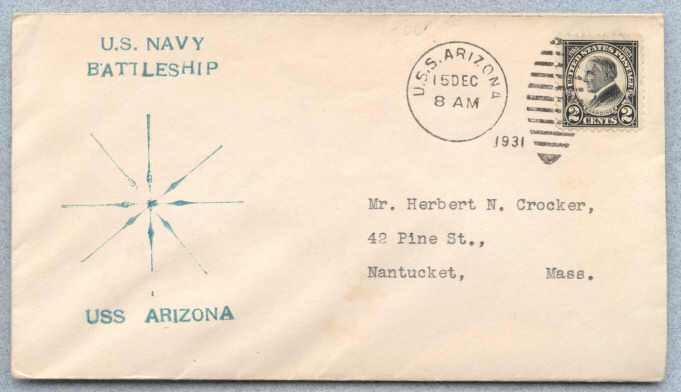 U.S. NAVY
BATTLESHIP
U.S.S. ARIZONA
15 DEC
8 AM
1931
UNITED STATES POSTAGE
2 CENTS 2
Mr. Herbert N. Crocker,
42 Pine St.,
Nantucket, Mass.
USS ARIZONA